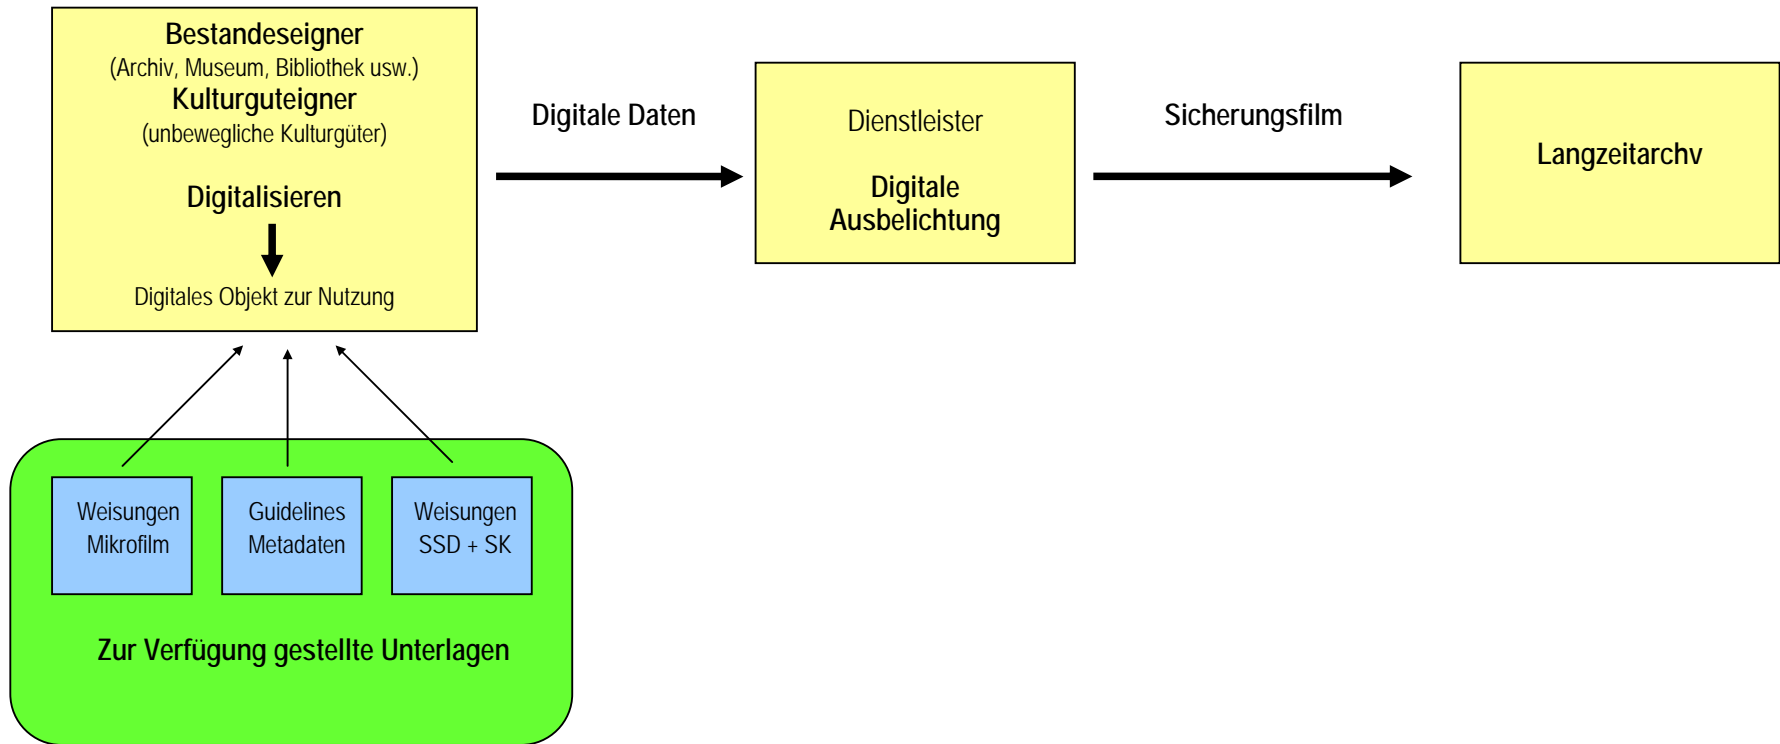 Bestandeseigner
(Archiv, Museum, Bibliothek usw.)
Kulturguteigner
(unbewegliche Kulturgüter)
Digitalisieren
Digitales Objekt zur Nutzung
Digitale Daten
Dienstleister
Digitale
Ausbelichtung
Sicherungsfilm
Langzeitarchv
Weisungen
Mikrofilm
Guidelines
Metadaten
Weisungen
SSD + SK
Zur Verfügung gestellte Unterlagen